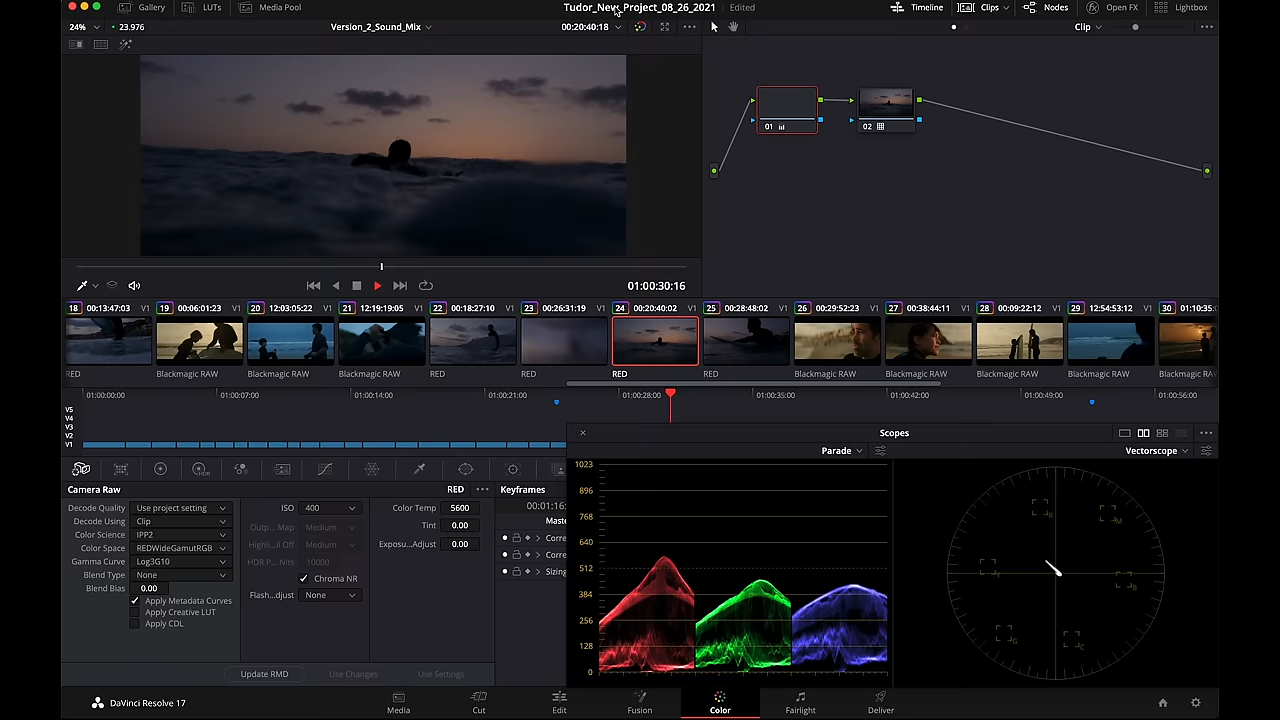 Gallery LUTs Media Pool Tudor_New_Project_08_26_2021 Edited Timeline Clips Nodes Open FX Lightbox
24% 23.976 Version_2_Sound_Mix 00:20:40:18 Clip
01 02
01:00:30:16
18 00:13:47:03 V1 19 00:06:01:23 V1 20 12:03:05:22 V1 21 12:19:19:05 V1 22 00:18:27:10 V1 23 00:26:31:19 V1 24 00:20:40:02 V1 25 00:28:48:02 V1 26 00:29:52:23 V1 27 00:38:44:11 V1 28 00:09:22:12 V1 29 12:54:53:12 V1 30 01:10:35:
RED Blackmagic RAW Blackmagic RAW Blackmagic RAW RED RED RED RED Blackmagic RAW Blackmagic RAW Blackmagic RAW Blackmagic RAW Blackmagic RAW
01:00:00:00 01:00:07:00 01:00:14:00 01:00:21:00 01:00:28:00 01:00:35:00 01:00:42:00 01:00:49:00 01:00:56:00
V5
V4
V3
V2
V1
Scopes
Parade Vectorscope
Camera Raw RED Keyframes
Decode Quality Use project setting ISO 400 Color Temp 5600 00:01:16:
Decode Using Clip Outp... Map Medium Tint 0.00 Maste
Color Science IPP2 Highli...ll Off Medium Exposu...Adjust 0.00 Corre
Color Space REDWideGamutRGB HDR P... Nits 10000 Corre
Gamma Curve Log3G10 Chroma NR Sizing
Blend Type None Flash...djust None
Blend Bias 0.00
Apply Metadata Curves
Apply Creative LUT
Apply CDL
1023
896
768
640
512
384
256
128
0
R M Y B G C
Update RMD Use Changes Use Settings
DaVinci Resolve 17 Media Cut Edit Fusion Color Fairlight Deliver